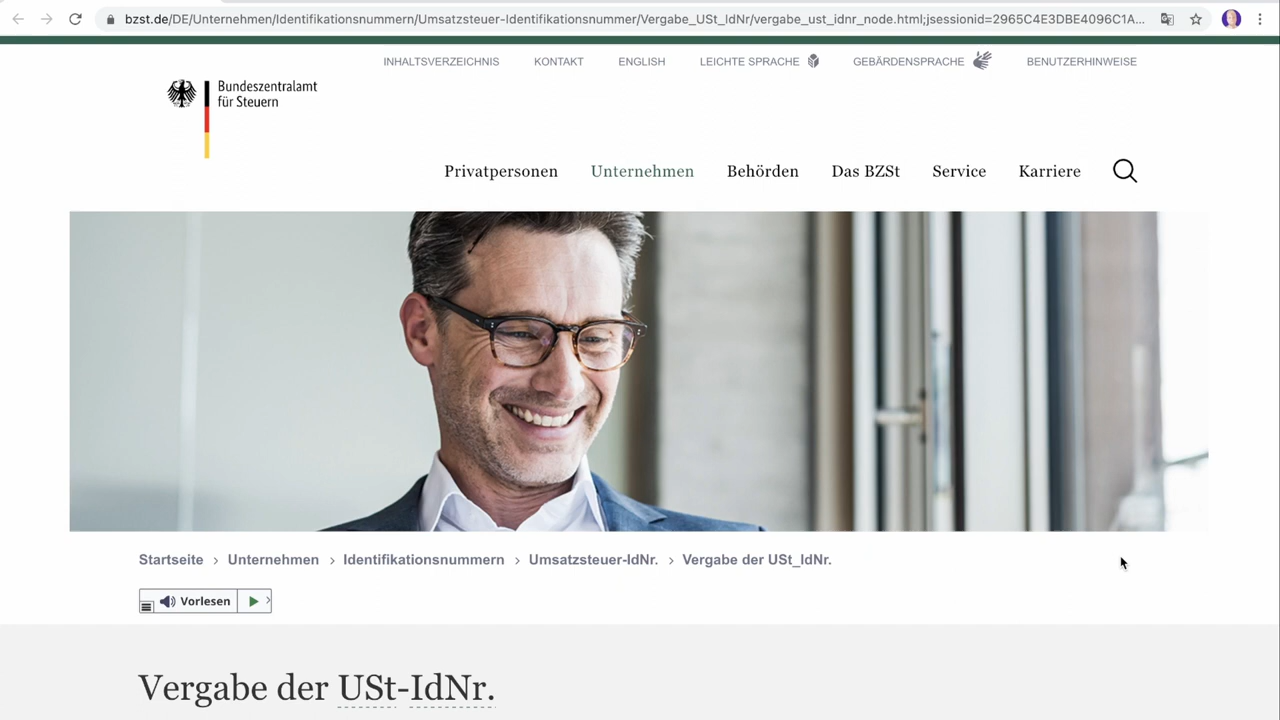 bzst.de/DE/Unternehmen/Identifikationsnummern/Umsatzsteuer-Identifikationsnummer/Vergabe_USt_IdNr/vergabe_ust_idnr_node.html;jsessionid=2965C4E3DBE4096C1A...
INHALTSVERZEICHNIS KONTAKT ENGLISH LEICHTE SPRACHE GEBÄRDENSPRACHE BENUTZERHINWEISE
Bundeszentralamt
für Steuern
Privatpersonen Unternehmen Behörden Das BZSt Service Karriere
Startseite > Unternehmen > Identifikationsnummern > Umsatzsteuer-IdNr. > Vergabe der USt_IdNr.
Vorlesen
Vergabe der USt-IdNr.